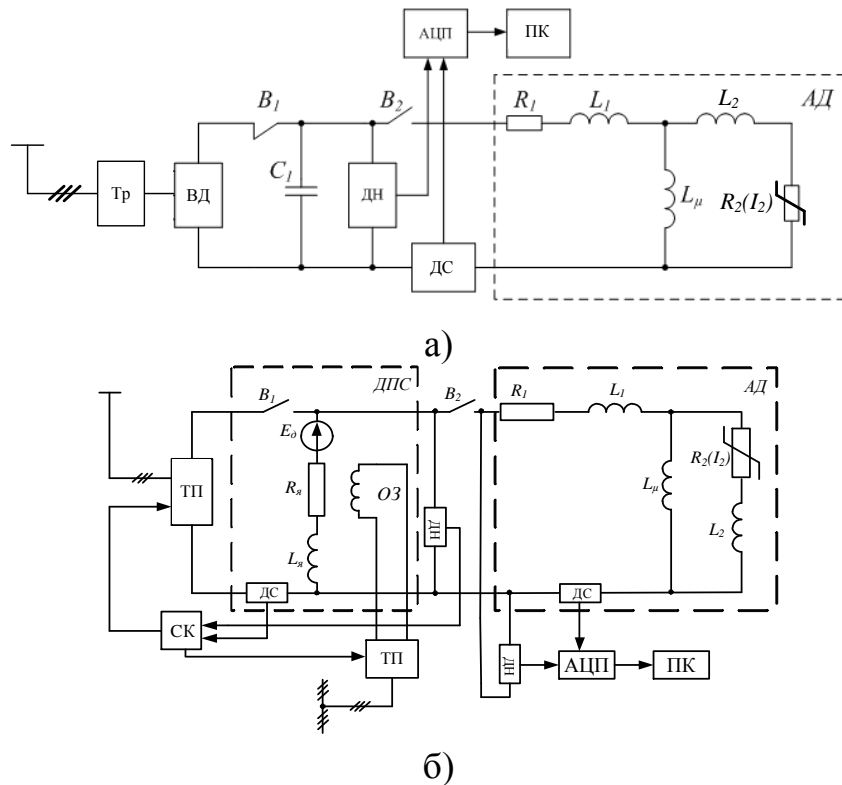 АЦП
ПК
B1
B2
R1
L1
L2
АД
C1
Тр
ВД
ДН
Lμ
R2(I2)
ДС
а)
ДПС
B1
B2
R1
L1
АД
Eд
Rя
ОЗ
ТП
ДН
Lμ
R2(I2)
L2
Lя
ДС
ДС
СК
ТП
ДН
АЦП
ПК
б)